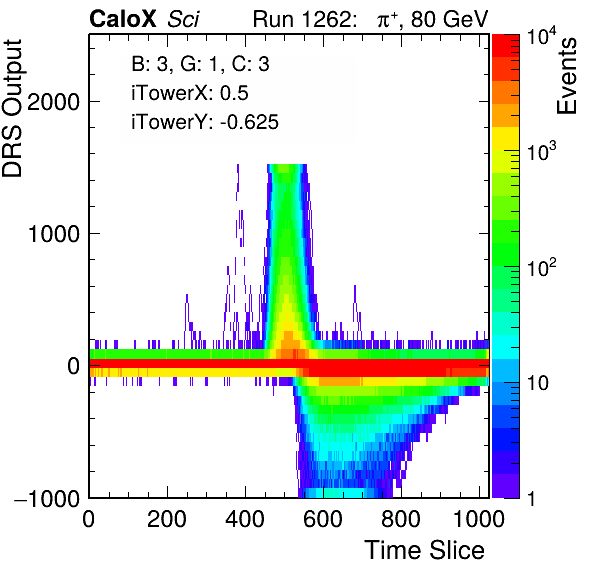 CaloX Sci Run 1262: π⁺, 80 GeV
B: 3, G: 1, C: 3
iTowerX: 0.5
iTowerY: -0.625
DRS Output
2000
1000
0
−1000
0 200 400 600 800 1000
Time Slice
Events
10⁴
10³
10²
10
1